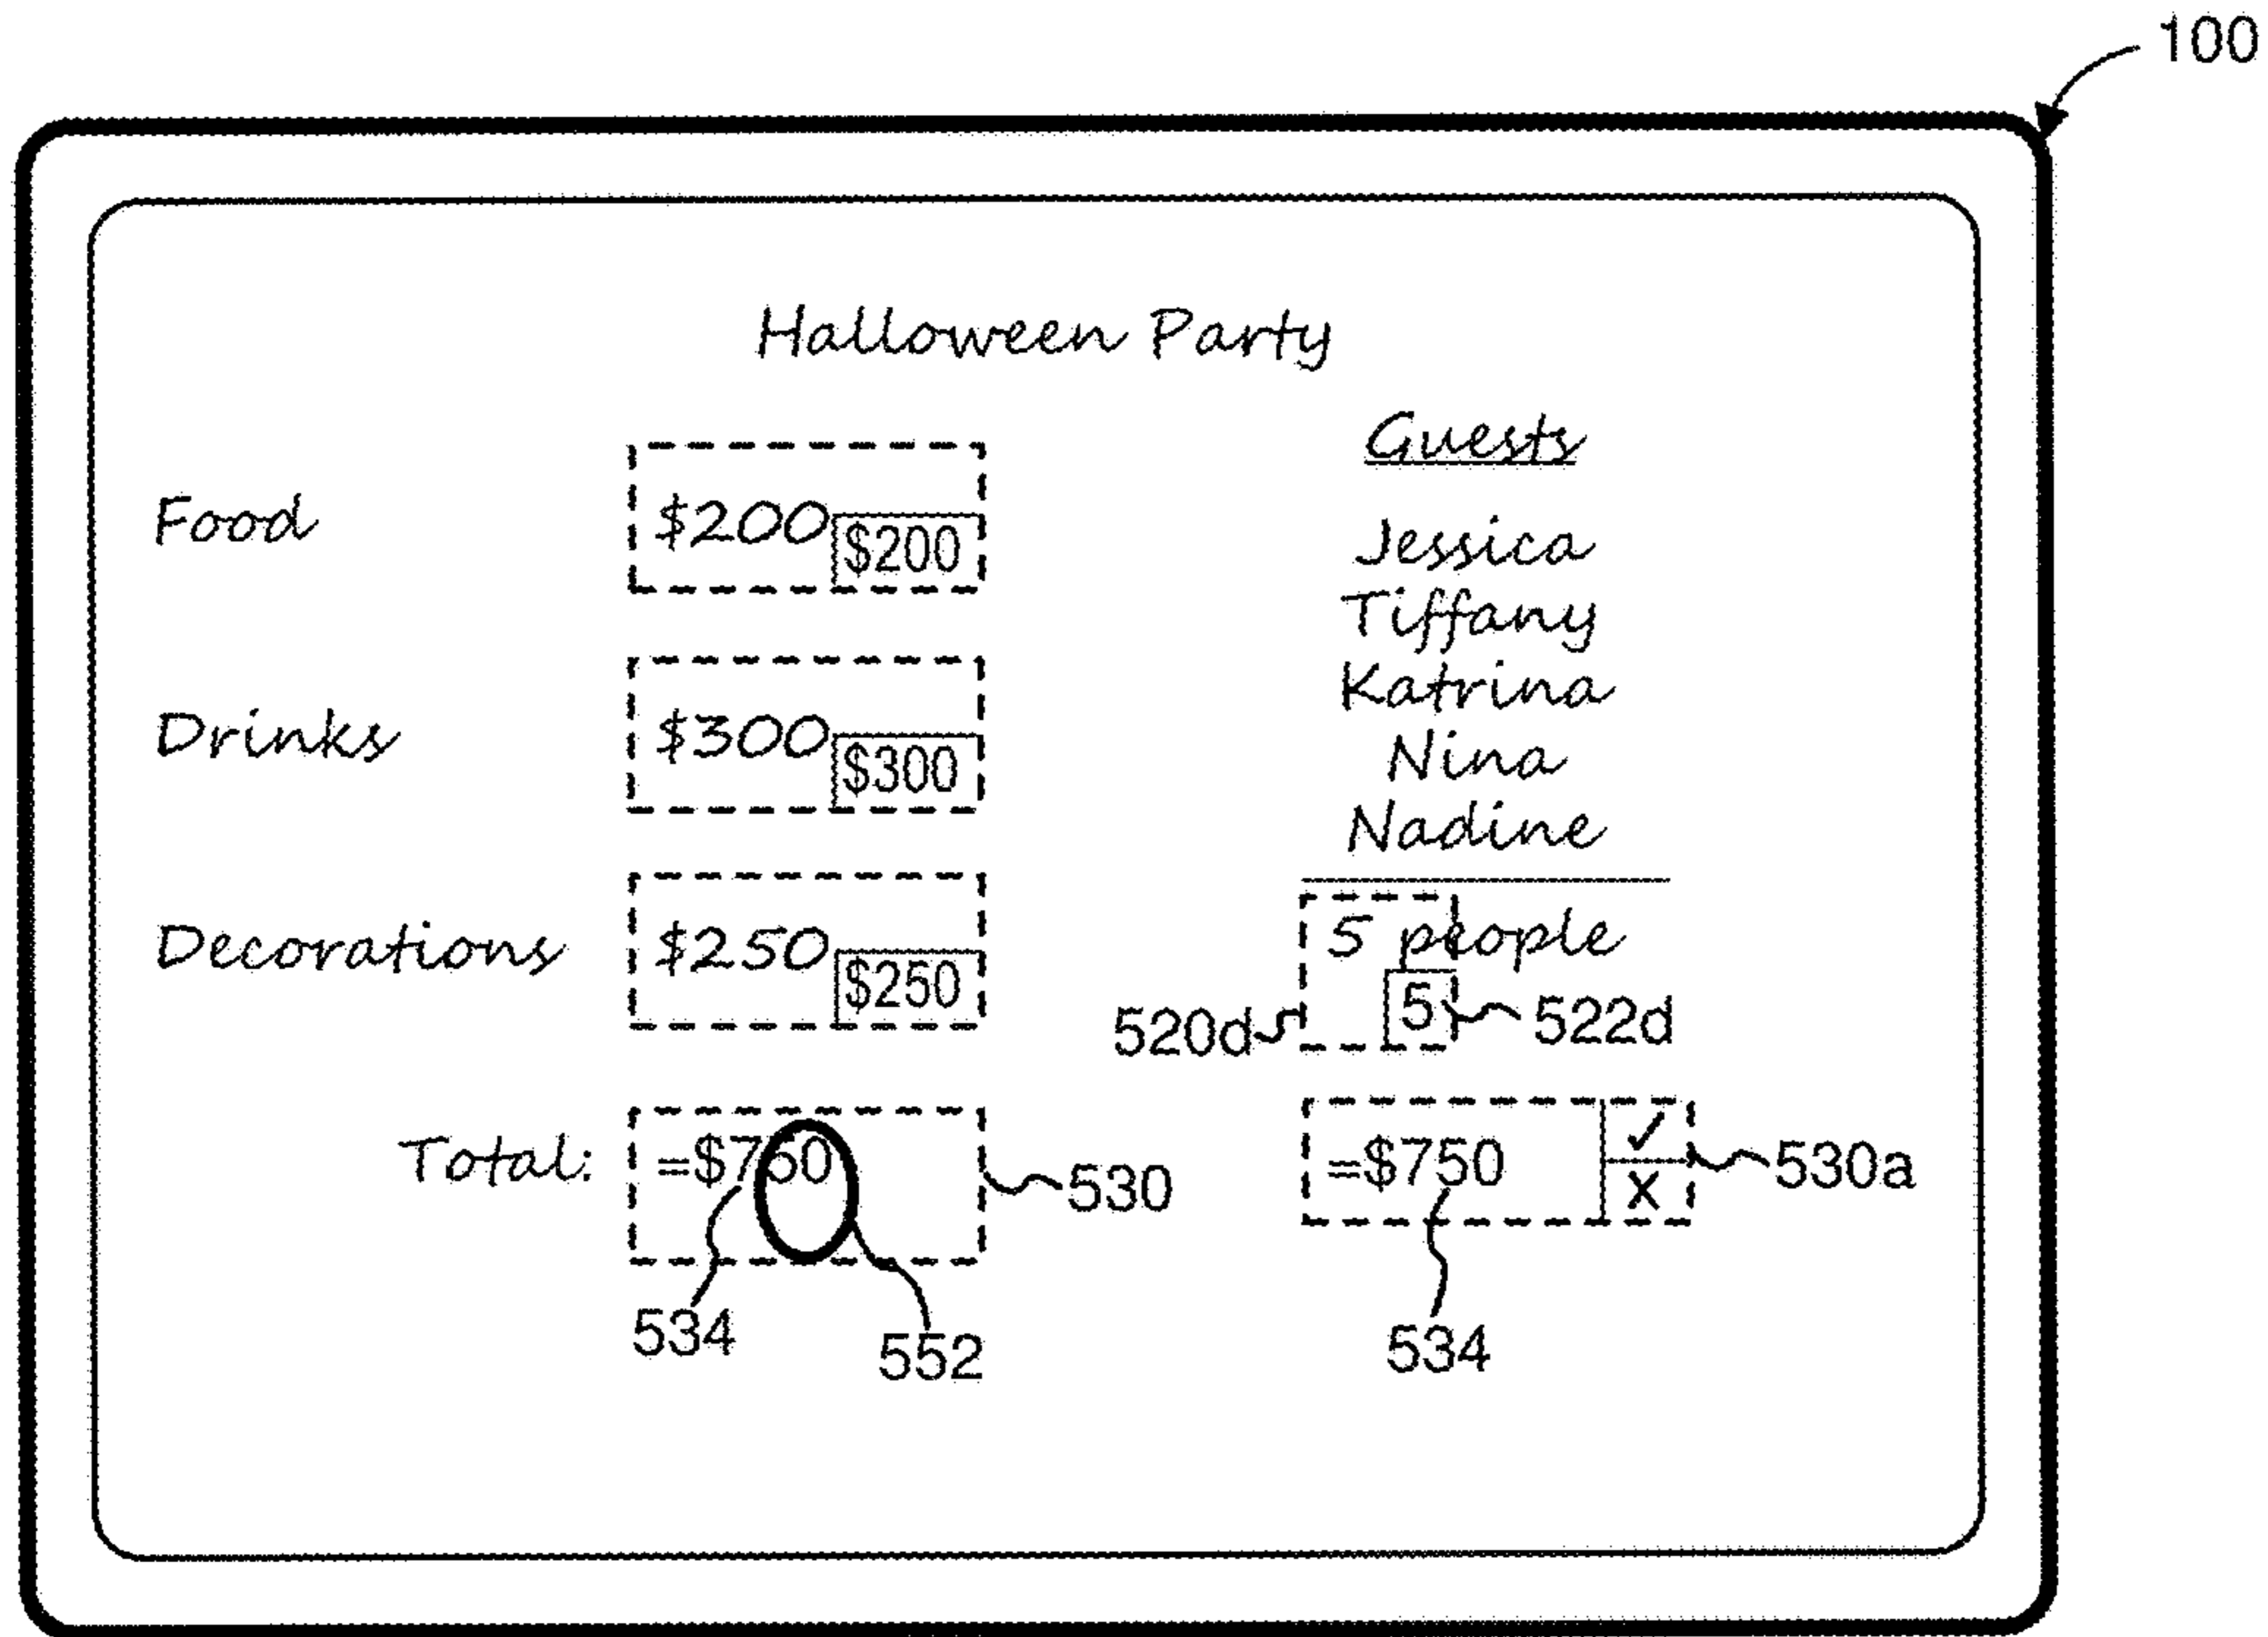 100
Halloween Party
Guests
Food $200 $200
Jessica
Tiffany
Katrina
Drinks $300 $300
Nina
Nadine
Decorations $250 $250
5 people
5
520d 522d
Total: =$750 530
=$750 ✓ X 530a
534 552 534